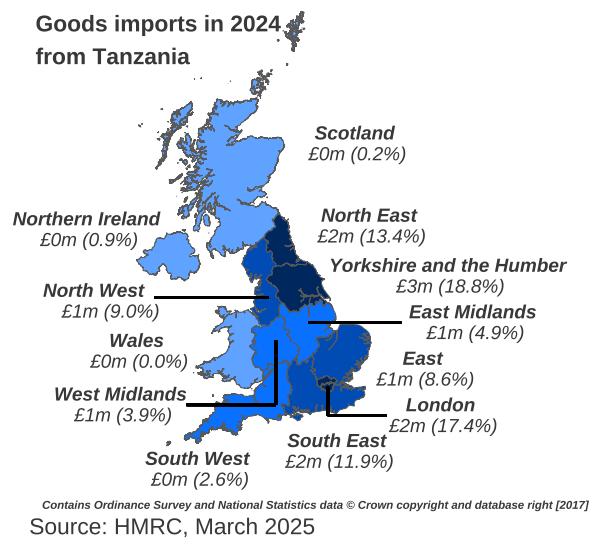 Goods imports in 2024
from Tanzania
Scotland
£0m (0.2%)
Northern Ireland
£0m (0.9%)
North East
£2m (13.4%)
Yorkshire and the Humber
£3m (18.8%)
North West
£1m (9.0%)
East Midlands
£1m (4.9%)
Wales
£0m (0.0%)
East
£1m (8.6%)
West Midlands
£1m (3.9%)
London
£2m (17.4%)
South East
£2m (11.9%)
South West
£0m (2.6%)
Contains Ordinance Survey and National Statistics data © Crown copyright and database right [2017]
Source: HMRC, March 2025